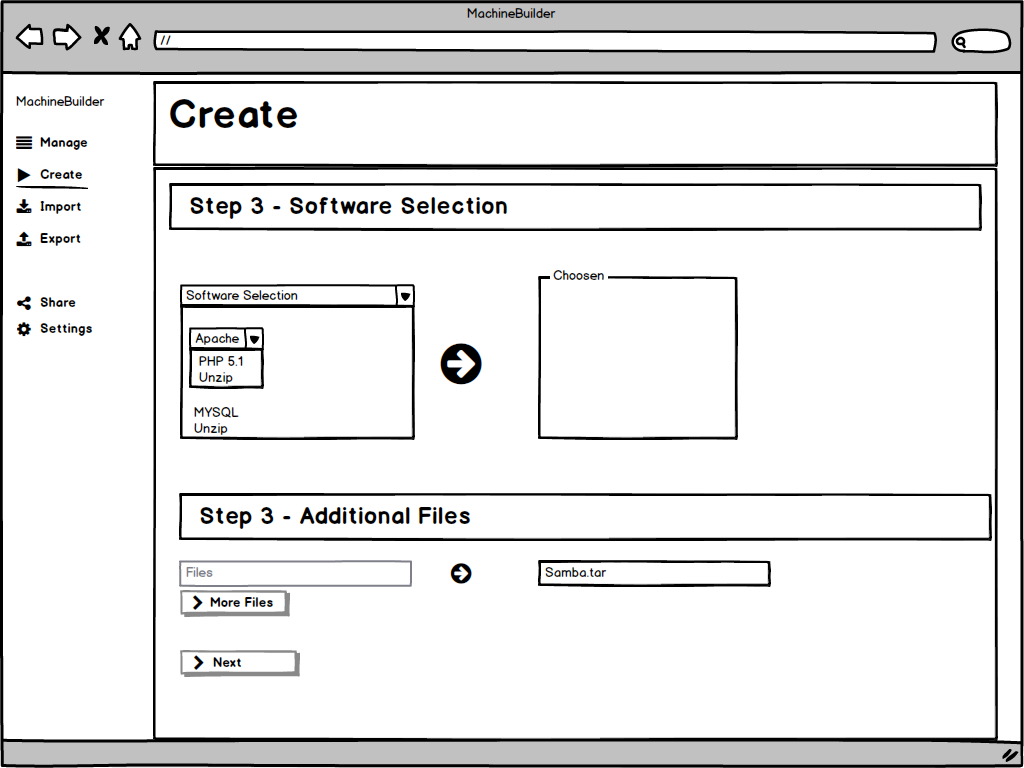 MachineBuilder
//
MachineBuilder
Manage
Create
Import
Export
Share
Settings
Create
Step 3 - Software Selection
Software Selection
Apache
PHP 5.1
Unzip
MYSQL
Unzip
Choosen
Step 3 - Additional Files
Files
Samba.tar
More Files
Next